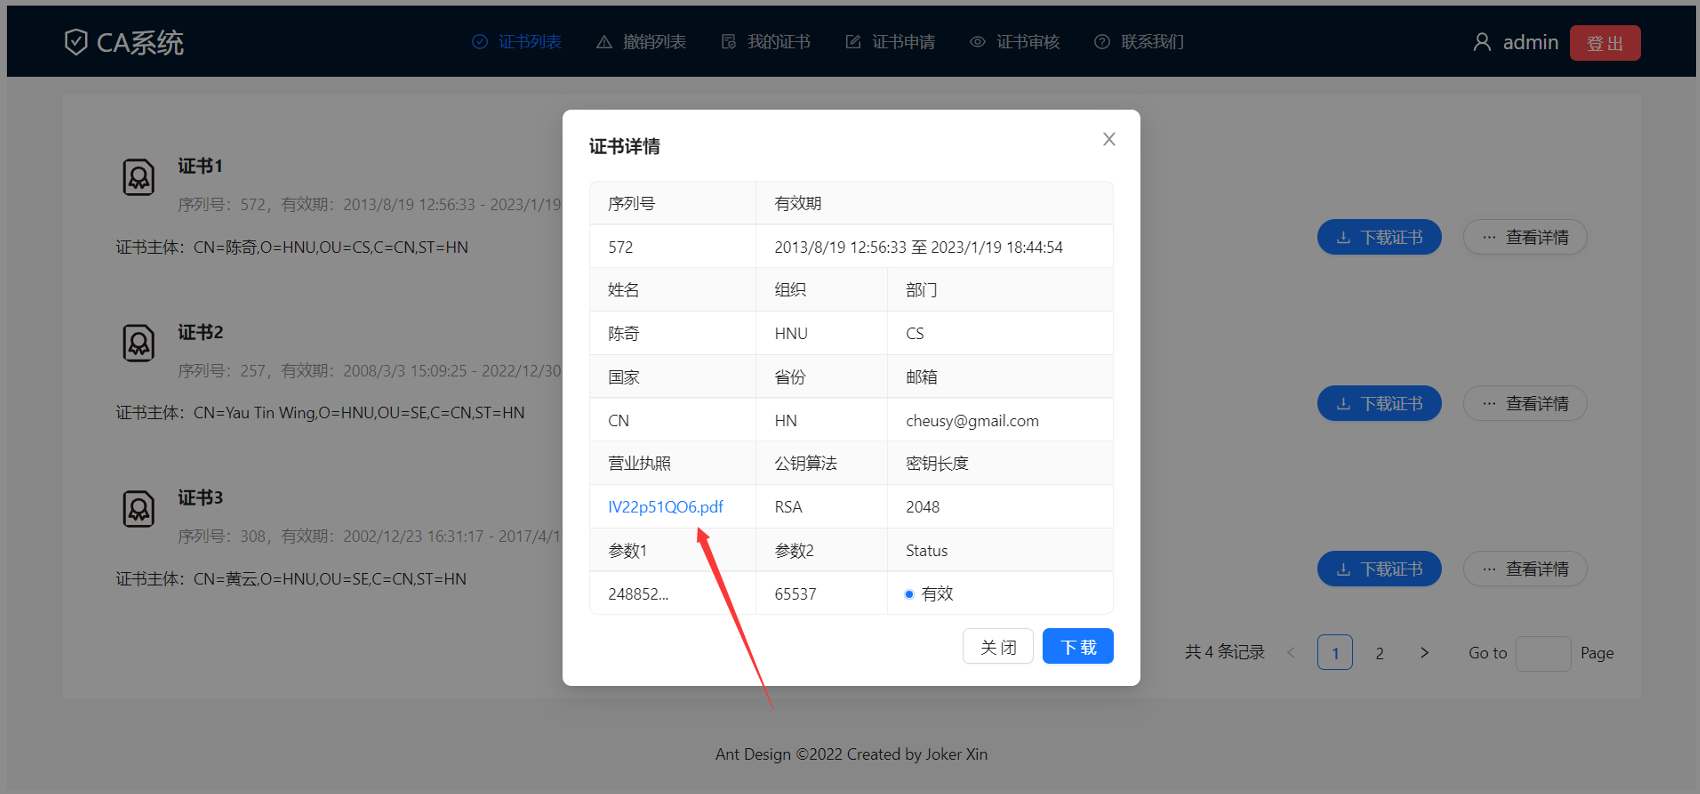 CA系统 证书列表 撤销列表 我的证书 证书申请 证书审核 联系我们 admin 登 出
证书1
序列号：572，有效期：2013/8/19 12:56:33 - 2023/1/19
证书主体：CN=陈奇,O=HNU,OU=CS,C=CN,ST=HN
下载证书 ··· 查看详情
证书2
序列号：257，有效期：2008/3/3 15:09:25 - 2022/12/30
证书主体：CN=Yau Tin Wing,O=HNU,OU=SE,C=CN,ST=HN
下载证书 ··· 查看详情
证书3
序列号：308，有效期：2002/12/23 16:31:17 - 2017/4/1
证书主体：CN=黄云,O=HNU,OU=SE,C=CN,ST=HN
下载证书 ··· 查看详情
证书详情
序列号 有效期
572 2013/8/19 12:56:33 至 2023/1/19 18:44:54
姓名 组织 部门
陈奇 HNU CS
国家 省份 邮箱
CN HN cheusy@gmail.com
营业执照 公钥算法 密钥长度
IV22p51QO6.pdf RSA 2048
参数1 参数2 Status
248852... 65537 有效
关 闭 下 载
共 4 条记录 < 1 2 > Go to Page
Ant Design ©2022 Created by Joker Xin